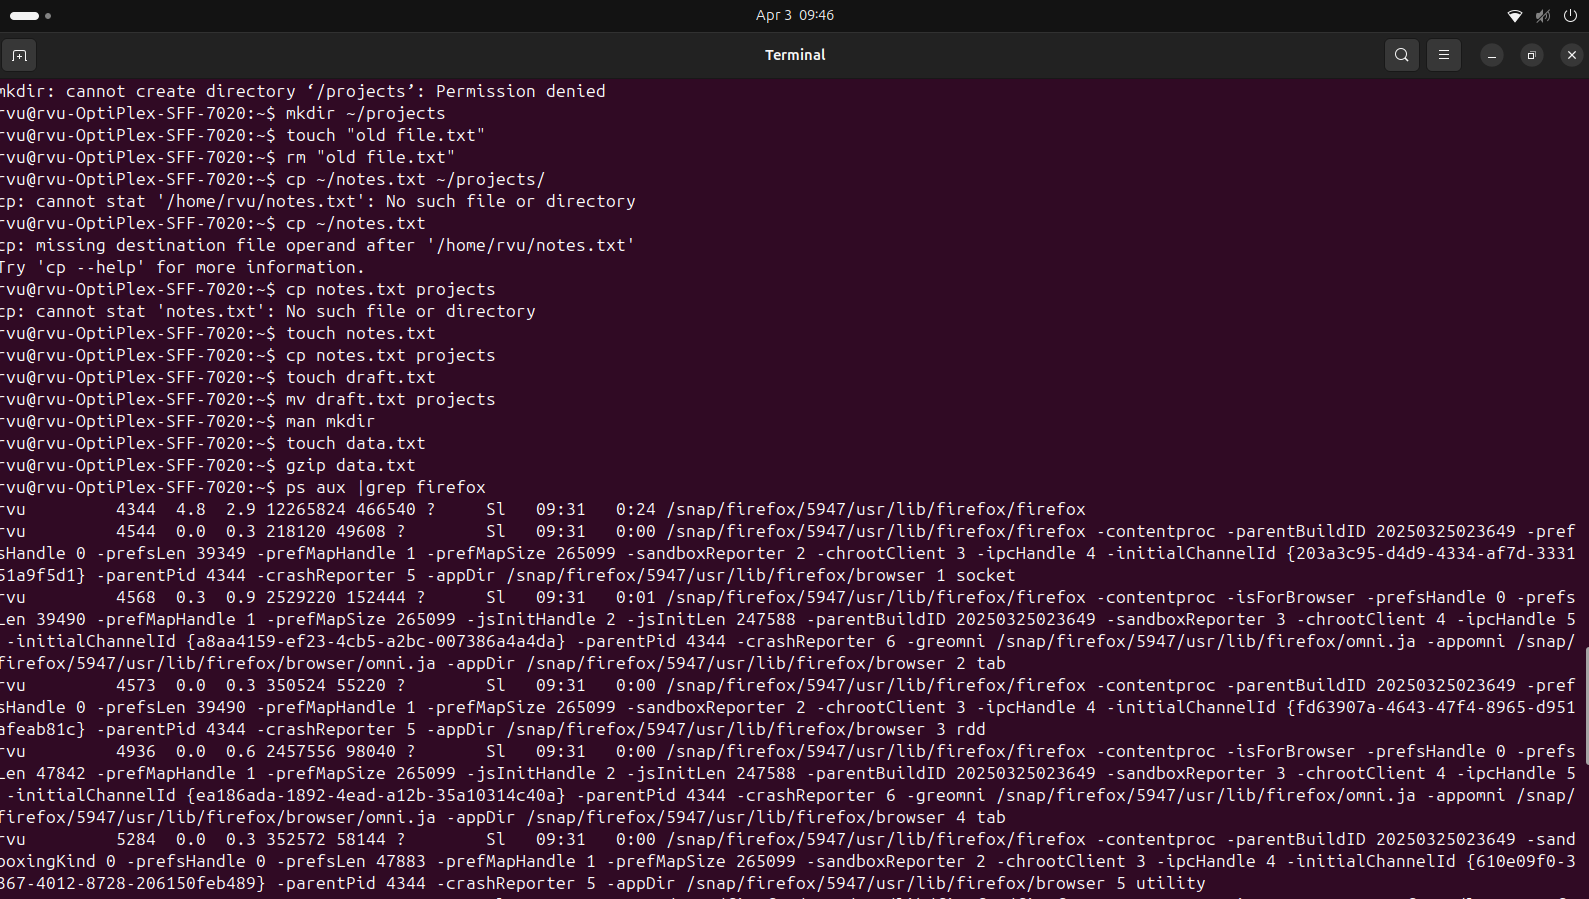 Apr 3 09:46
Terminal
mkdir: cannot create directory ‘/projects’: Permission denied
rvu@rvu-OptiPlex-SFF-7020:~$ mkdir ~/projects
rvu@rvu-OptiPlex-SFF-7020:~$ touch "old file.txt"
rvu@rvu-OptiPlex-SFF-7020:~$ rm "old file.txt"
rvu@rvu-OptiPlex-SFF-7020:~$ cp ~/notes.txt ~/projects/
cp: cannot stat '/home/rvu/notes.txt': No such file or directory
rvu@rvu-OptiPlex-SFF-7020:~$ cp ~/notes.txt
cp: missing destination file operand after '/home/rvu/notes.txt'
Try 'cp --help' for more information.
rvu@rvu-OptiPlex-SFF-7020:~$ cp notes.txt projects
cp: cannot stat 'notes.txt': No such file or directory
rvu@rvu-OptiPlex-SFF-7020:~$ touch notes.txt
rvu@rvu-OptiPlex-SFF-7020:~$ cp notes.txt projects
rvu@rvu-OptiPlex-SFF-7020:~$ touch draft.txt
rvu@rvu-OptiPlex-SFF-7020:~$ mv draft.txt projects
rvu@rvu-OptiPlex-SFF-7020:~$ man mkdir
rvu@rvu-OptiPlex-SFF-7020:~$ touch data.txt
rvu@rvu-OptiPlex-SFF-7020:~$ gzip data.txt
rvu@rvu-OptiPlex-SFF-7020:~$ ps aux |grep firefox
rvu         4344  4.8  2.9 12265824 466540 ?     Sl   09:31   0:24 /snap/firefox/5947/usr/lib/firefox/firefox
rvu         4544  0.0  0.3 218120 49608 ?        Sl   09:31   0:00 /snap/firefox/5947/usr/lib/firefox/firefox -contentproc -parentBuildID 20250325023649 -pref
sHandle 0 -prefsLen 39349 -prefMapHandle 1 -prefMapSize 265099 -sandboxReporter 2 -chrootClient 3 -ipcHandle 4 -initialChannelId {203a3c95-d4d9-4334-af7d-3331
51a9f5d1} -parentPid 4344 -crashReporter 5 -appDir /snap/firefox/5947/usr/lib/firefox/browser 1 socket
rvu         4568  0.3  0.9 2529220 152444 ?      Sl   09:31   0:01 /snap/firefox/5947/usr/lib/firefox/firefox -contentproc -isForBrowser -prefsHandle 0 -prefs
Len 39490 -prefMapHandle 1 -prefMapSize 265099 -jsInitHandle 2 -jsInitLen 247588 -parentBuildID 20250325023649 -sandboxReporter 3 -chrootClient 4 -ipcHandle 5
 -initialChannelId {a8aa4159-ef23-4cb5-a2bc-007386a4a4da} -parentPid 4344 -crashReporter 6 -greomni /snap/firefox/5947/usr/lib/firefox/omni.ja -appomni /snap/
firefox/5947/usr/lib/firefox/browser/omni.ja -appDir /snap/firefox/5947/usr/lib/firefox/browser 2 tab
rvu         4573  0.0  0.3 350524 55220 ?        Sl   09:31   0:00 /snap/firefox/5947/usr/lib/firefox/firefox -contentproc -parentBuildID 20250325023649 -pref
sHandle 0 -prefsLen 39490 -prefMapHandle 1 -prefMapSize 265099 -sandboxReporter 2 -chrootClient 3 -ipcHandle 4 -initialChannelId {fd63907a-4643-47f4-8965-d951
afeab81c} -parentPid 4344 -crashReporter 5 -appDir /snap/firefox/5947/usr/lib/firefox/browser 3 rdd
rvu         4936  0.0  0.6 2457556 98040 ?       Sl   09:31   0:00 /snap/firefox/5947/usr/lib/firefox/firefox -contentproc -isForBrowser -prefsHandle 0 -prefs
Len 47842 -prefMapHandle 1 -prefMapSize 265099 -jsInitHandle 2 -jsInitLen 247588 -parentBuildID 20250325023649 -sandboxReporter 3 -chrootClient 4 -ipcHandle 5
 -initialChannelId {ea186ada-1892-4ead-a12b-35a10314c40a} -parentPid 4344 -crashReporter 6 -greomni /snap/firefox/5947/usr/lib/firefox/omni.ja -appomni /snap/
firefox/5947/usr/lib/firefox/browser/omni.ja -appDir /snap/firefox/5947/usr/lib/firefox/browser 4 tab
rvu         5284  0.0  0.3 352572 58144 ?        Sl   09:31   0:00 /snap/firefox/5947/usr/lib/firefox/firefox -contentproc -parentBuildID 20250325023649 -sand
boxingKind 0 -prefsHandle 0 -prefsLen 47883 -prefMapHandle 1 -prefMapSize 265099 -sandboxReporter 2 -chrootClient 3 -ipcHandle 4 -initialChannelId {610e09f0-3
367-4012-8728-206150feb489} -parentPid 4344 -crashReporter 5 -appDir /snap/firefox/5947/usr/lib/firefox/browser 5 utility